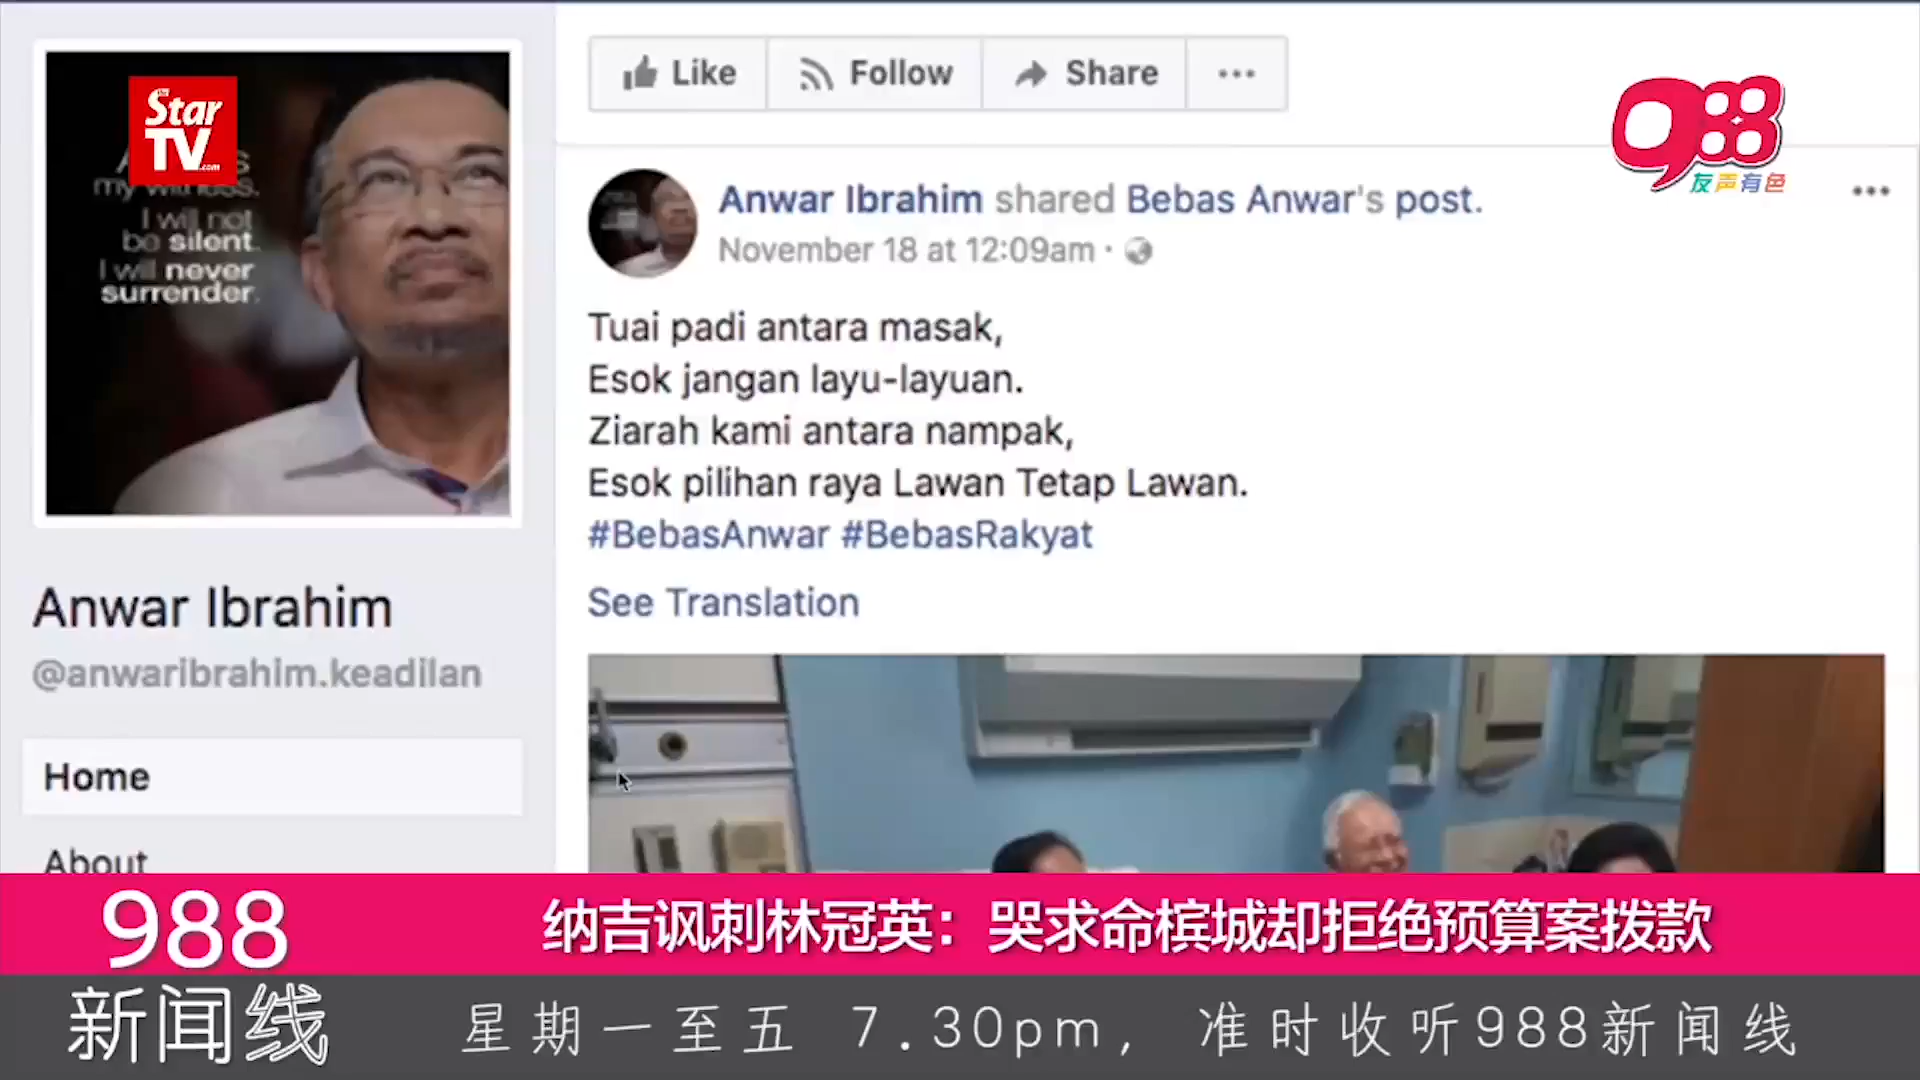 Like
Follow
Share
the Star
TV.com
988
友声有色
my witness.
I will not
be silent.
I will never
surrender.
Anwar Ibrahim shared Bebas Anwar's post.
November 18 at 12:09am
Tuai padi antara masak,
Esok jangan layu-layuan.
Ziarah kami antara nampak,
Esok pilihan raya Lawan Tetap Lawan.
#BebasAnwar #BebasRakyat
See Translation
Anwar Ibrahim
@anwaribrahim.keadilan
Home
About
988
新闻线
纳吉讽刺林冠英：哭求命槟城却拒绝预算案拨款
星期一至五 7.30pm, 准时收听988新闻线